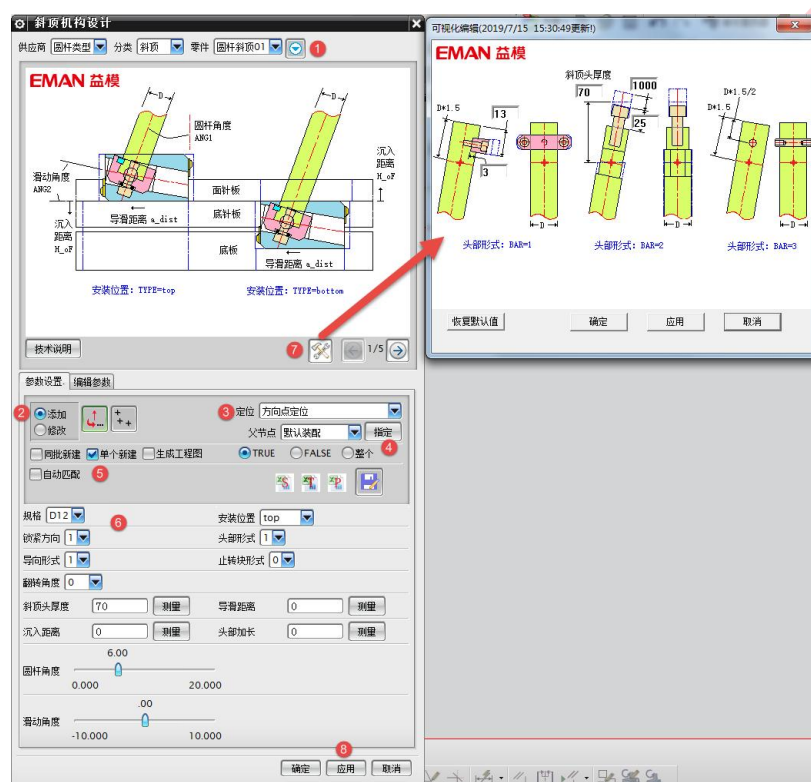 斜顶机构设计
供应商 圆杆类型 分类 斜顶 零件 圆杆斜顶01 1
EMAN 益模
D
圆杆角度
ANG1
D
滑动角度
ANG2
沉入
距离
H_oF
沉入
距离
H_oF
面针板
底针板
底板
导滑距离 a_dist
导滑距离 a_dist
安装位置: TYPE=top
安装位置: TYPE=bottom
技术说明
7
1/5
参数设置
编辑参数
2
添加
修改
3 定位 方向点定位
父节点 默认装配 指定
4
同批新建 单个新建 生成工程图 TRUE FALSE 整个
自动匹配 5
规格 D12
6
安装位置 top
锁紧方向 1 头部形式 1
导向形式 1 止转块形式 0
翻转角度 0
斜顶头厚度 70 测量 导滑距离 0 测量
沉入距离 0 测量 头部加长 0 测量
6.00
圆杆角度
0.000 20.000
.00
滑动角度
-10.000 10.000
8
确定 应用 取消
可视化编辑(2019/7/15 15:30:49更新!)
EMAN 益模
斜顶头厚度
70
1000
25
D*1.5
13
3
D*1.5/2
D*1.5
D
D
D
头部形式: BAR=1
头部形式: BAR=2
头部形式: BAR=3
恢复默认值 确定 应用 取消